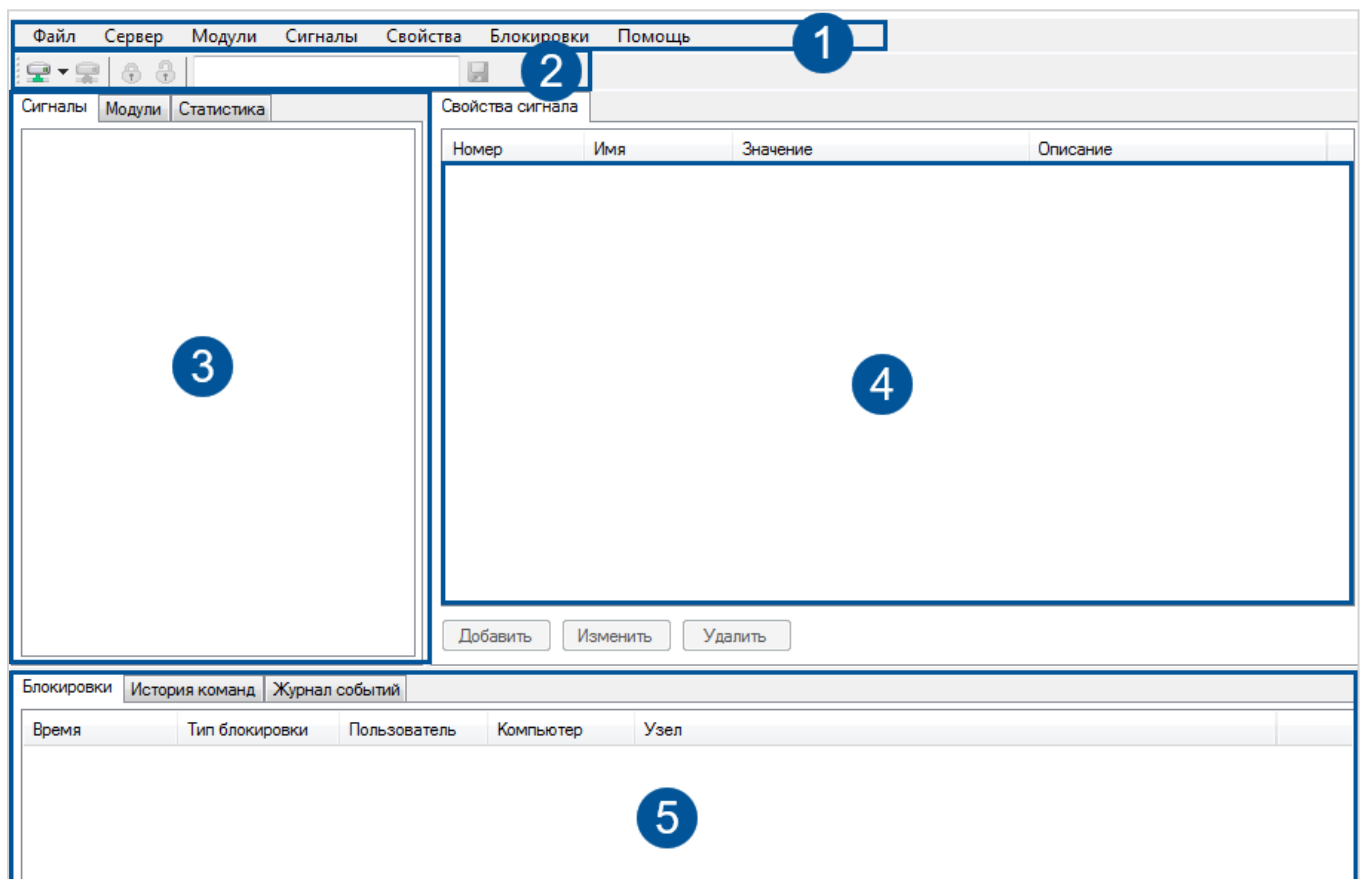 Файл Сервер Модули Сигналы Свойства Блокировки Помощь
1
2
Сигналы Модули Статистика
Свойства сигнала
Номер Имя Значение Описание
3
4
Добавить Изменить Удалить
Блокировки История команд Журнал событий
Время Тип блокировки Пользователь Компьютер Узел
5